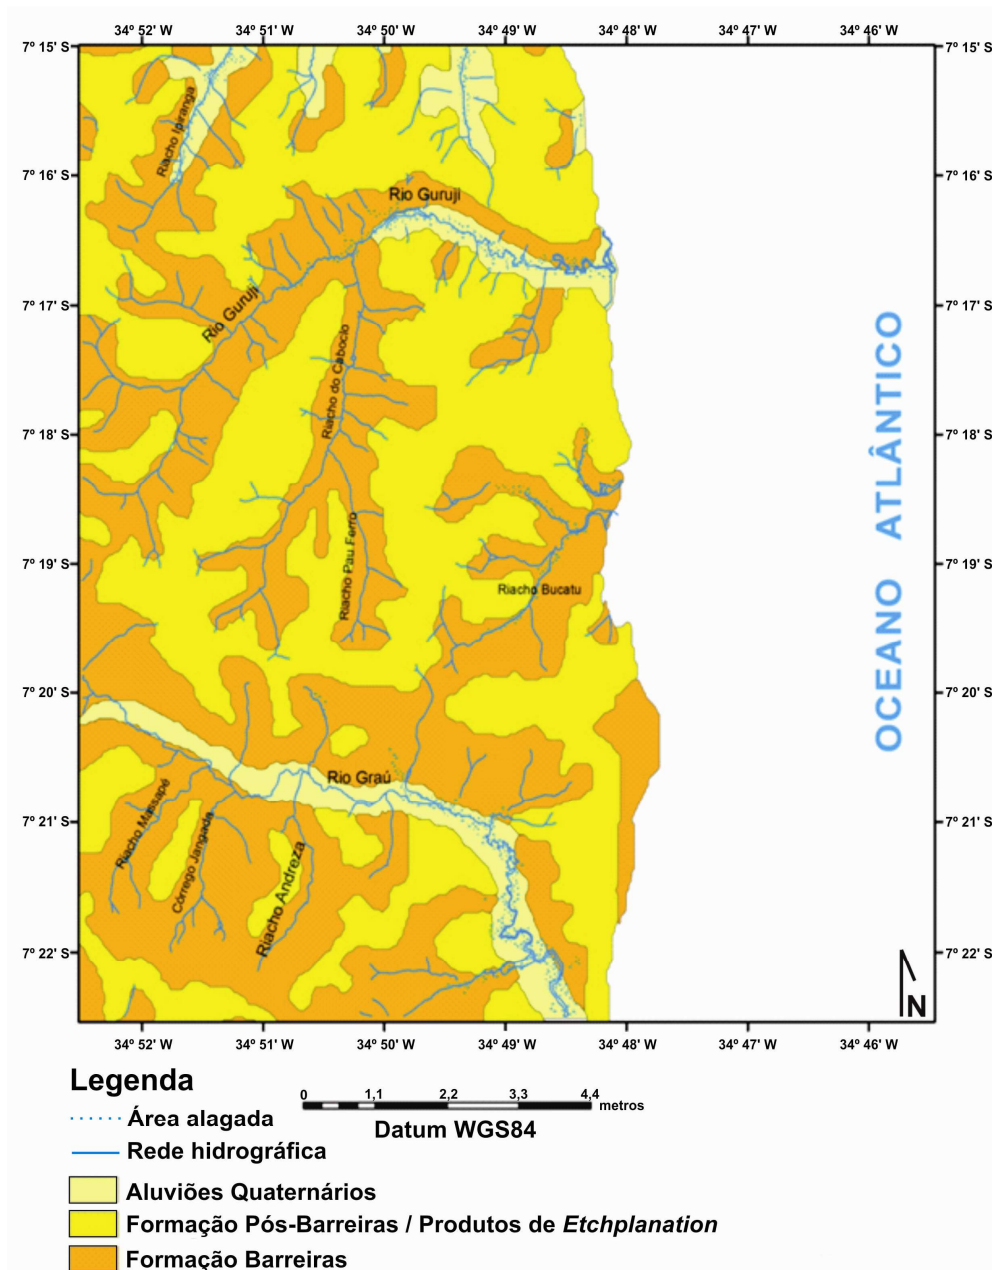 34º 52' W 34º 51' W 34º 50' W 34º 49' W 34º 48' W 34º 47' W 34º 46' W
7º 15' S 7º 15' S
Riacho Ipiranga
7º 16' S 7º 16' S
Rio Guruji
7º 17' S 7º 17' S
Rio Guruji
Riacho do Caboclo
7º 18' S 7º 18' S
OCEANO ATLÂNTICO
7º 19' S 7º 19' S
Riacho Pau Ferro
Riacho Bucatu
7º 20' S 7º 20' S
Rio Graú
7º 21' S 7º 21' S
Riacho Massapé
Córrego Jangada
Riacho Andreza
7º 22' S 7º 22' S
N
34º 52' W 34º 51' W 34º 50' W 34º 49' W 34º 48' W 34º 47' W 34º 46' W
Legenda
0 1,1 2,2 3,3 4,4
metros
Área alagada
Datum WGS84
Rede hidrográfica
Aluviões Quaternários
Formação Pós-Barreiras / Produtos de Etchplanation
Formação Barreiras